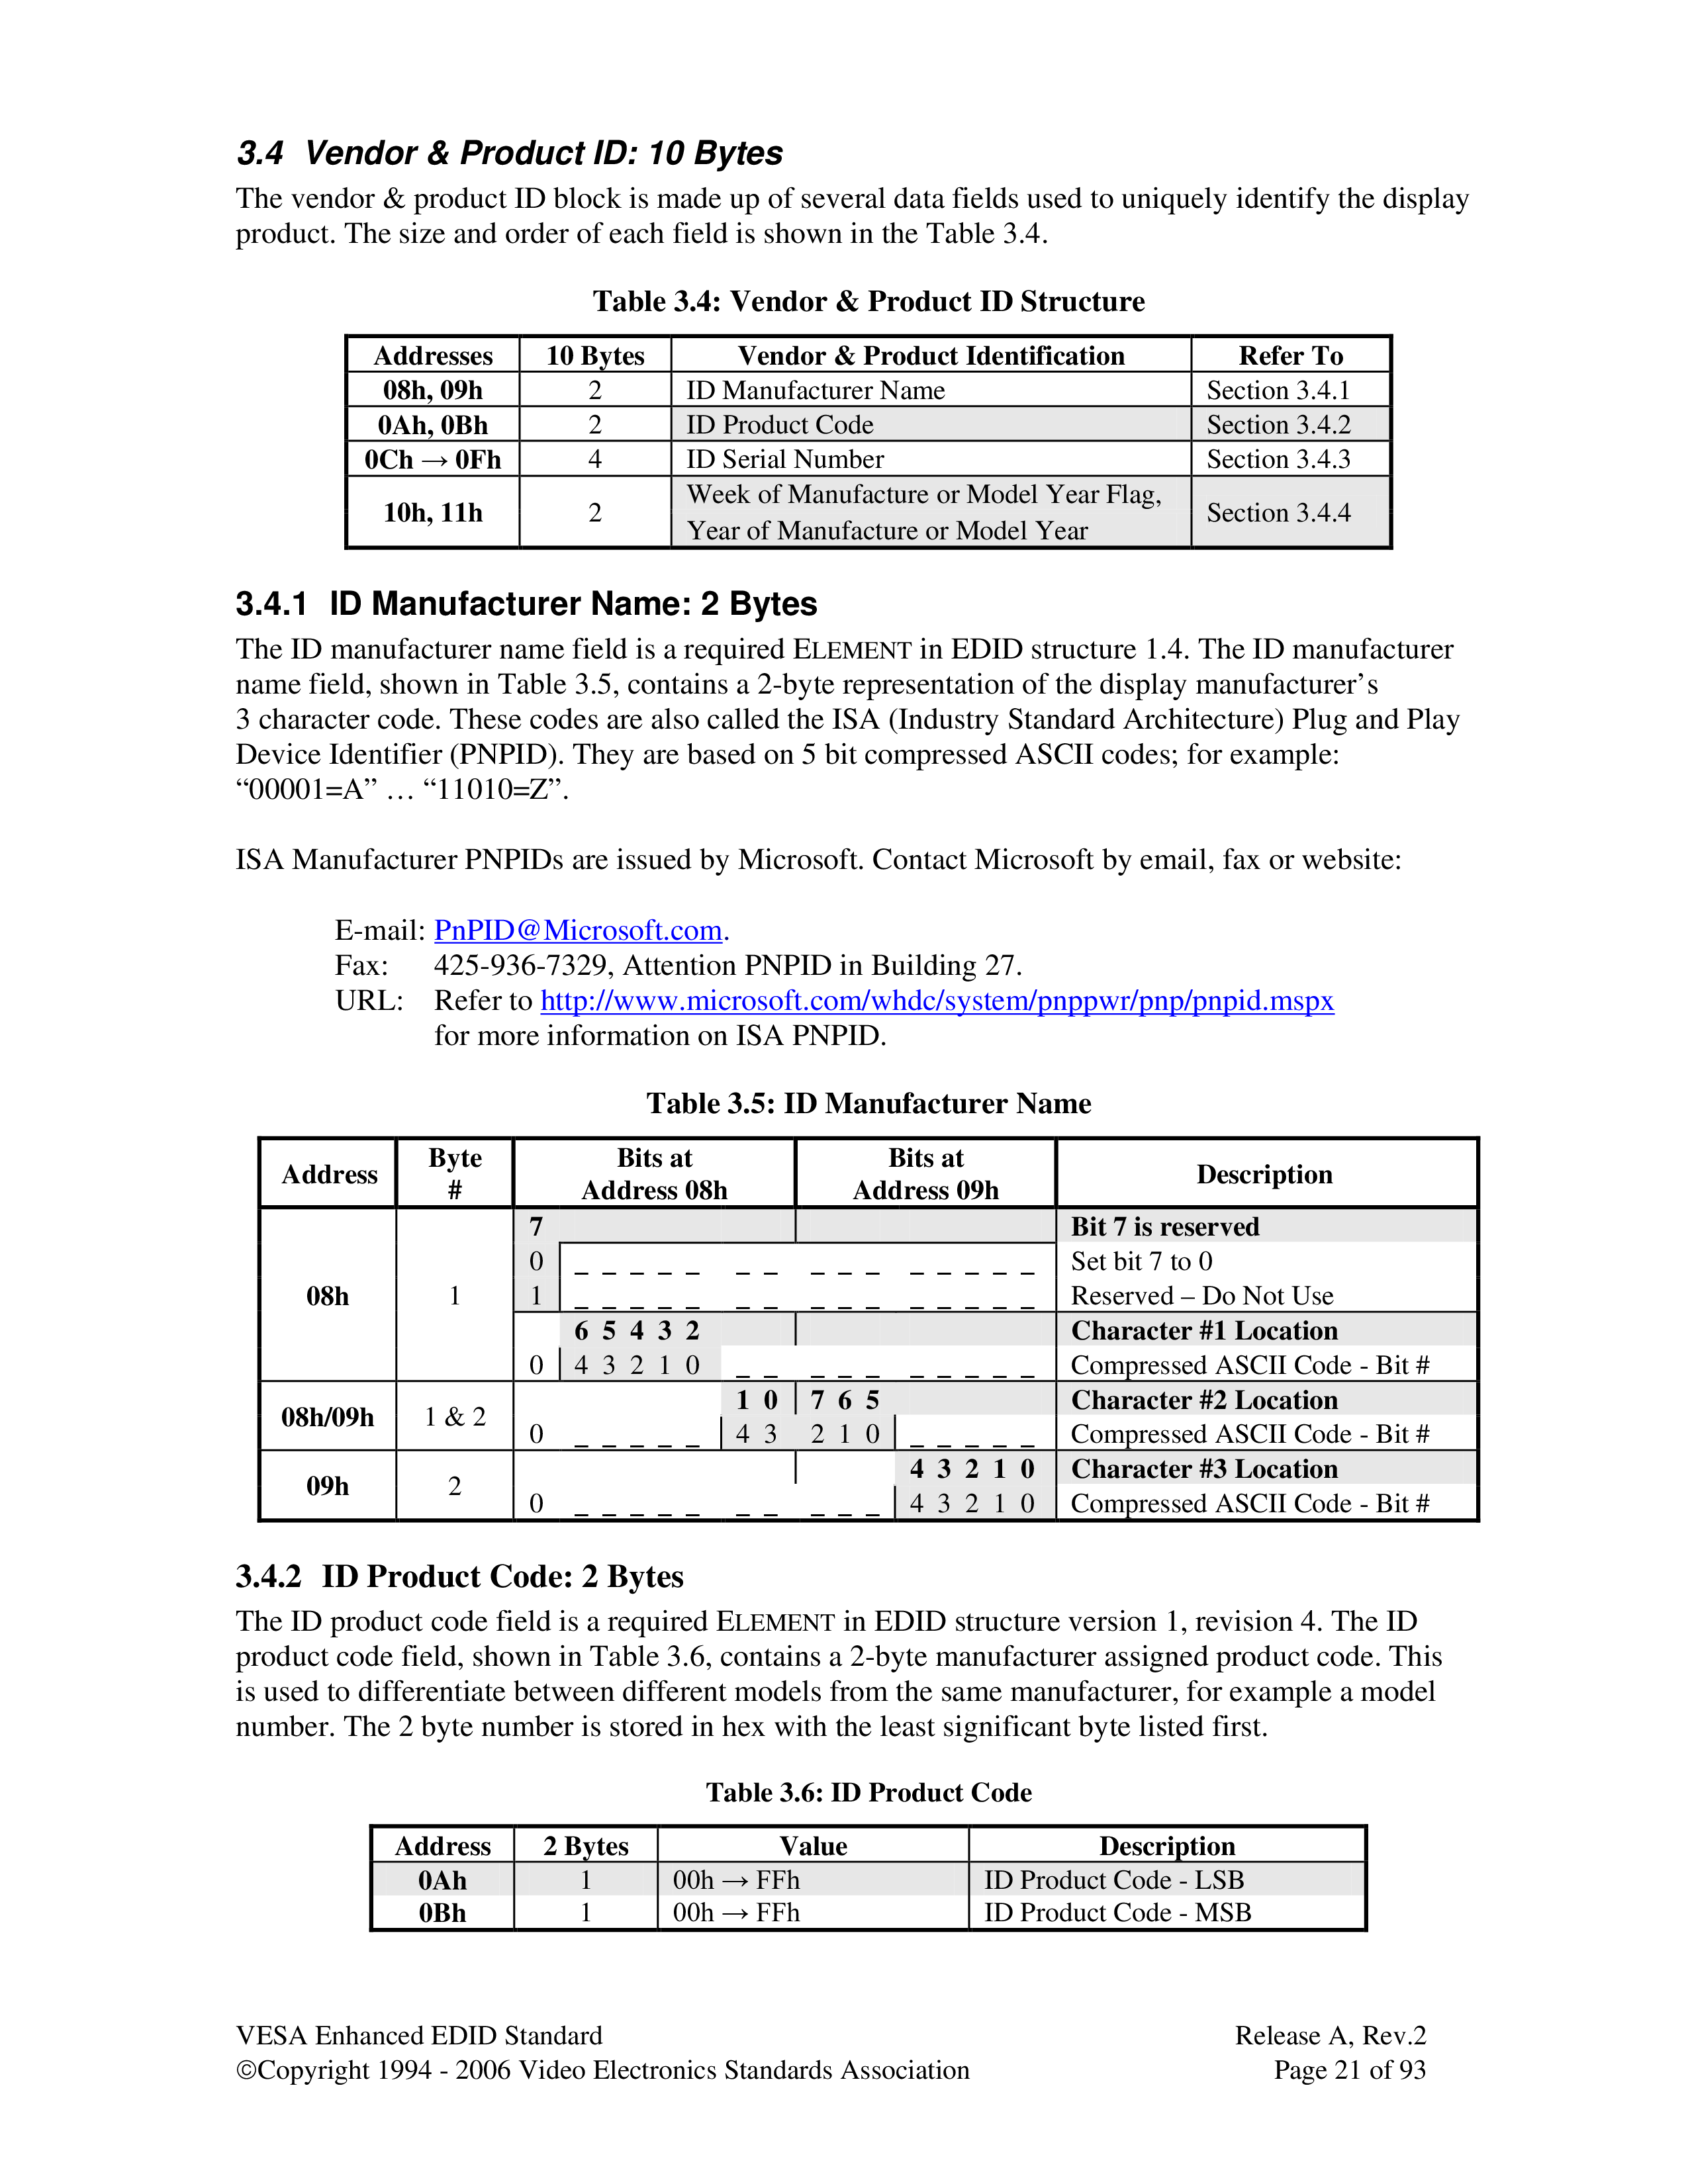 3.4 Vendor & Product ID: 10 Bytes
The vendor & product ID block is made up of several data fields used to uniquely identify the display
product. The size and order of each field is shown in the Table 3.4.
Table 3.4: Vendor & Product ID Structure
Addresses 10 Bytes Vendor & Product Identification Refer To
08h, 09h 2 ID Manufacturer Name Section 3.4.1
0Ah, 0Bh 2 ID Product Code Section 3.4.2
0Ch → 0Fh 4 ID Serial Number Section 3.4.3
10h, 11h 2 Week of Manufacture or Model Year Flag, Section 3.4.4
Year of Manufacture or Model Year
3.4.1 ID Manufacturer Name: 2 Bytes
The ID manufacturer name field is a required ELEMENT in EDID structure 1.4. The ID manufacturer
name field, shown in Table 3.5, contains a 2-byte representation of the display manufacturer’s
3 character code. These codes are also called the ISA (Industry Standard Architecture) Plug and Play
Device Identifier (PNPID). They are based on 5 bit compressed ASCII codes; for example:
“00001=A” … “11010=Z”.
ISA Manufacturer PNPIDs are issued by Microsoft. Contact Microsoft by email, fax or website:
E-mail: PnPID@Microsoft.com.
Fax: 425-936-7329, Attention PNPID in Building 27.
URL: Refer to http://www.microsoft.com/whdc/system/pnppwr/pnp/pnpid.mspx
for more information on ISA PNPID.
Table 3.5: ID Manufacturer Name
Address Byte # Bits at Address 08h Bits at Address 09h Description
7 Bit 7 is reserved
0 _ _ _ _ _ _ _ _ _ _ _ _ _ _ _ Set bit 7 to 0
08h 1 1 _ _ _ _ _ _ _ _ _ _ _ _ _ _ _ Reserved – Do Not Use
6 5 4 3 2 Character #1 Location
0 4 3 2 1 0 _ _ _ _ _ _ _ _ _ _ Compressed ASCII Code - Bit #
08h/09h 1 & 2 1 0 7 6 5 Character #2 Location
0 _ _ _ _ _ 4 3 2 1 0 _ _ _ _ _ Compressed ASCII Code - Bit #
09h 2 4 3 2 1 0 Character #3 Location
0 _ _ _ _ _ _ _ _ _ _ 4 3 2 1 0 Compressed ASCII Code - Bit #
3.4.2 ID Product Code: 2 Bytes
The ID product code field is a required ELEMENT in EDID structure version 1, revision 4. The ID
product code field, shown in Table 3.6, contains a 2-byte manufacturer assigned product code. This
is used to differentiate between different models from the same manufacturer, for example a model
number. The 2 byte number is stored in hex with the least significant byte listed first.
Table 3.6: ID Product Code
Address 2 Bytes Value Description
0Ah 1 00h → FFh ID Product Code - LSB
0Bh 1 00h → FFh ID Product Code - MSB
VESA Enhanced EDID Standard Release A, Rev.2
©Copyright 1994 - 2006 Video Electronics Standards Association Page 21 of 93